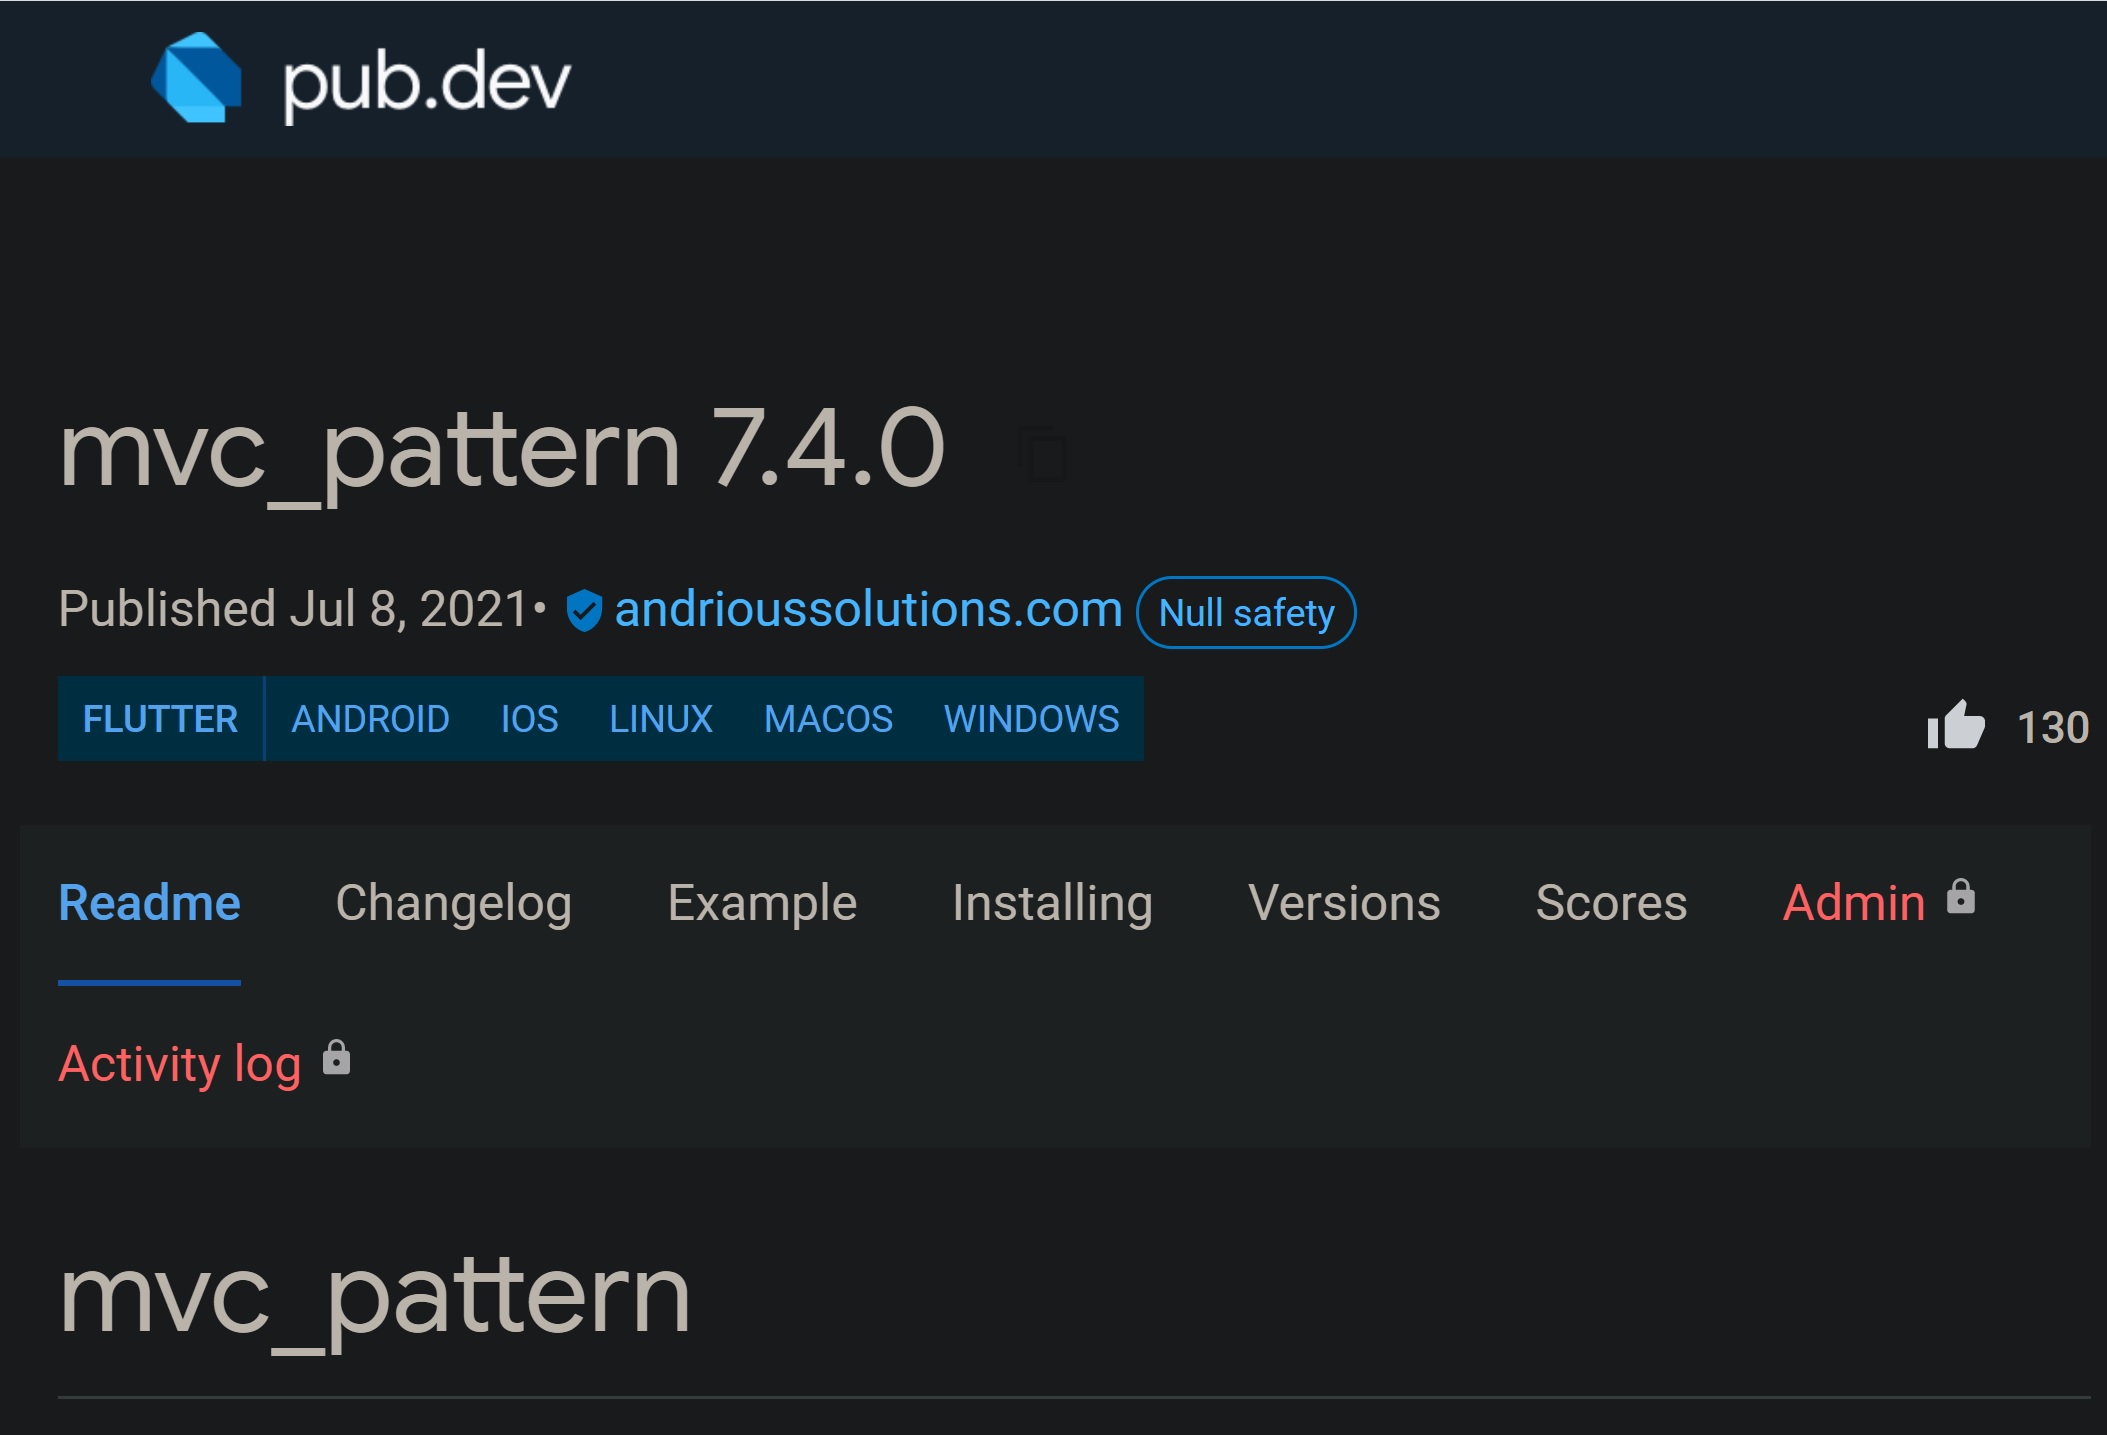 pub.dev
mvc_pattern 7.4.0
Published Jul 8, 2021• andrioussolutions.com Null safety
FLUTTER ANDROID IOS LINUX MACOS WINDOWS 130
Readme Changelog Example Installing Versions Scores Admin
Activity log
mvc_pattern